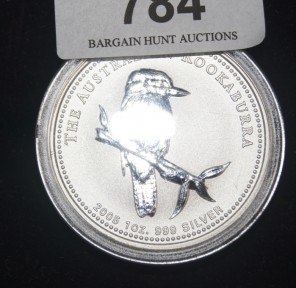 784
BARGAIN HUNT AUCTIONS
THE AUSTRALIAN KOOKABURRA
2005 1OZ. 999 SILVER